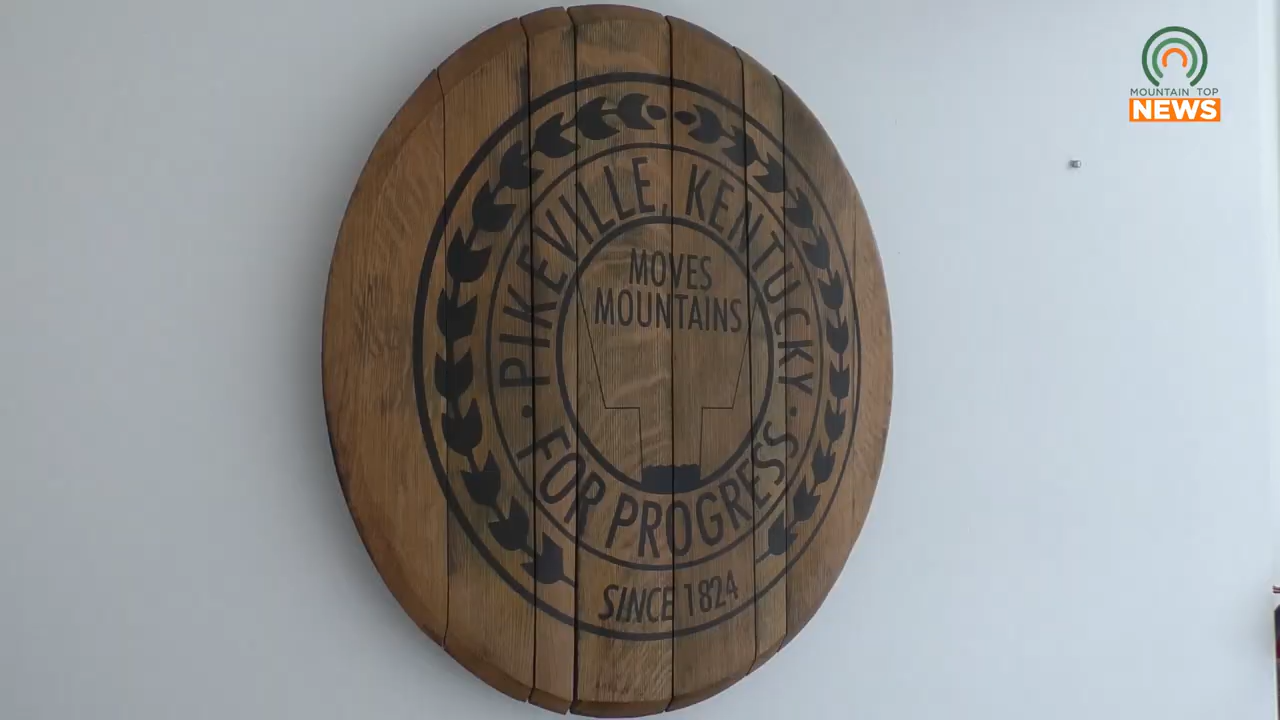 MOUNTAIN TOP
NEWS
PIKEVILLE, KENTUCKY
MOVES
MOUNTAINS
FOR PROGRESS
SINCE 1824